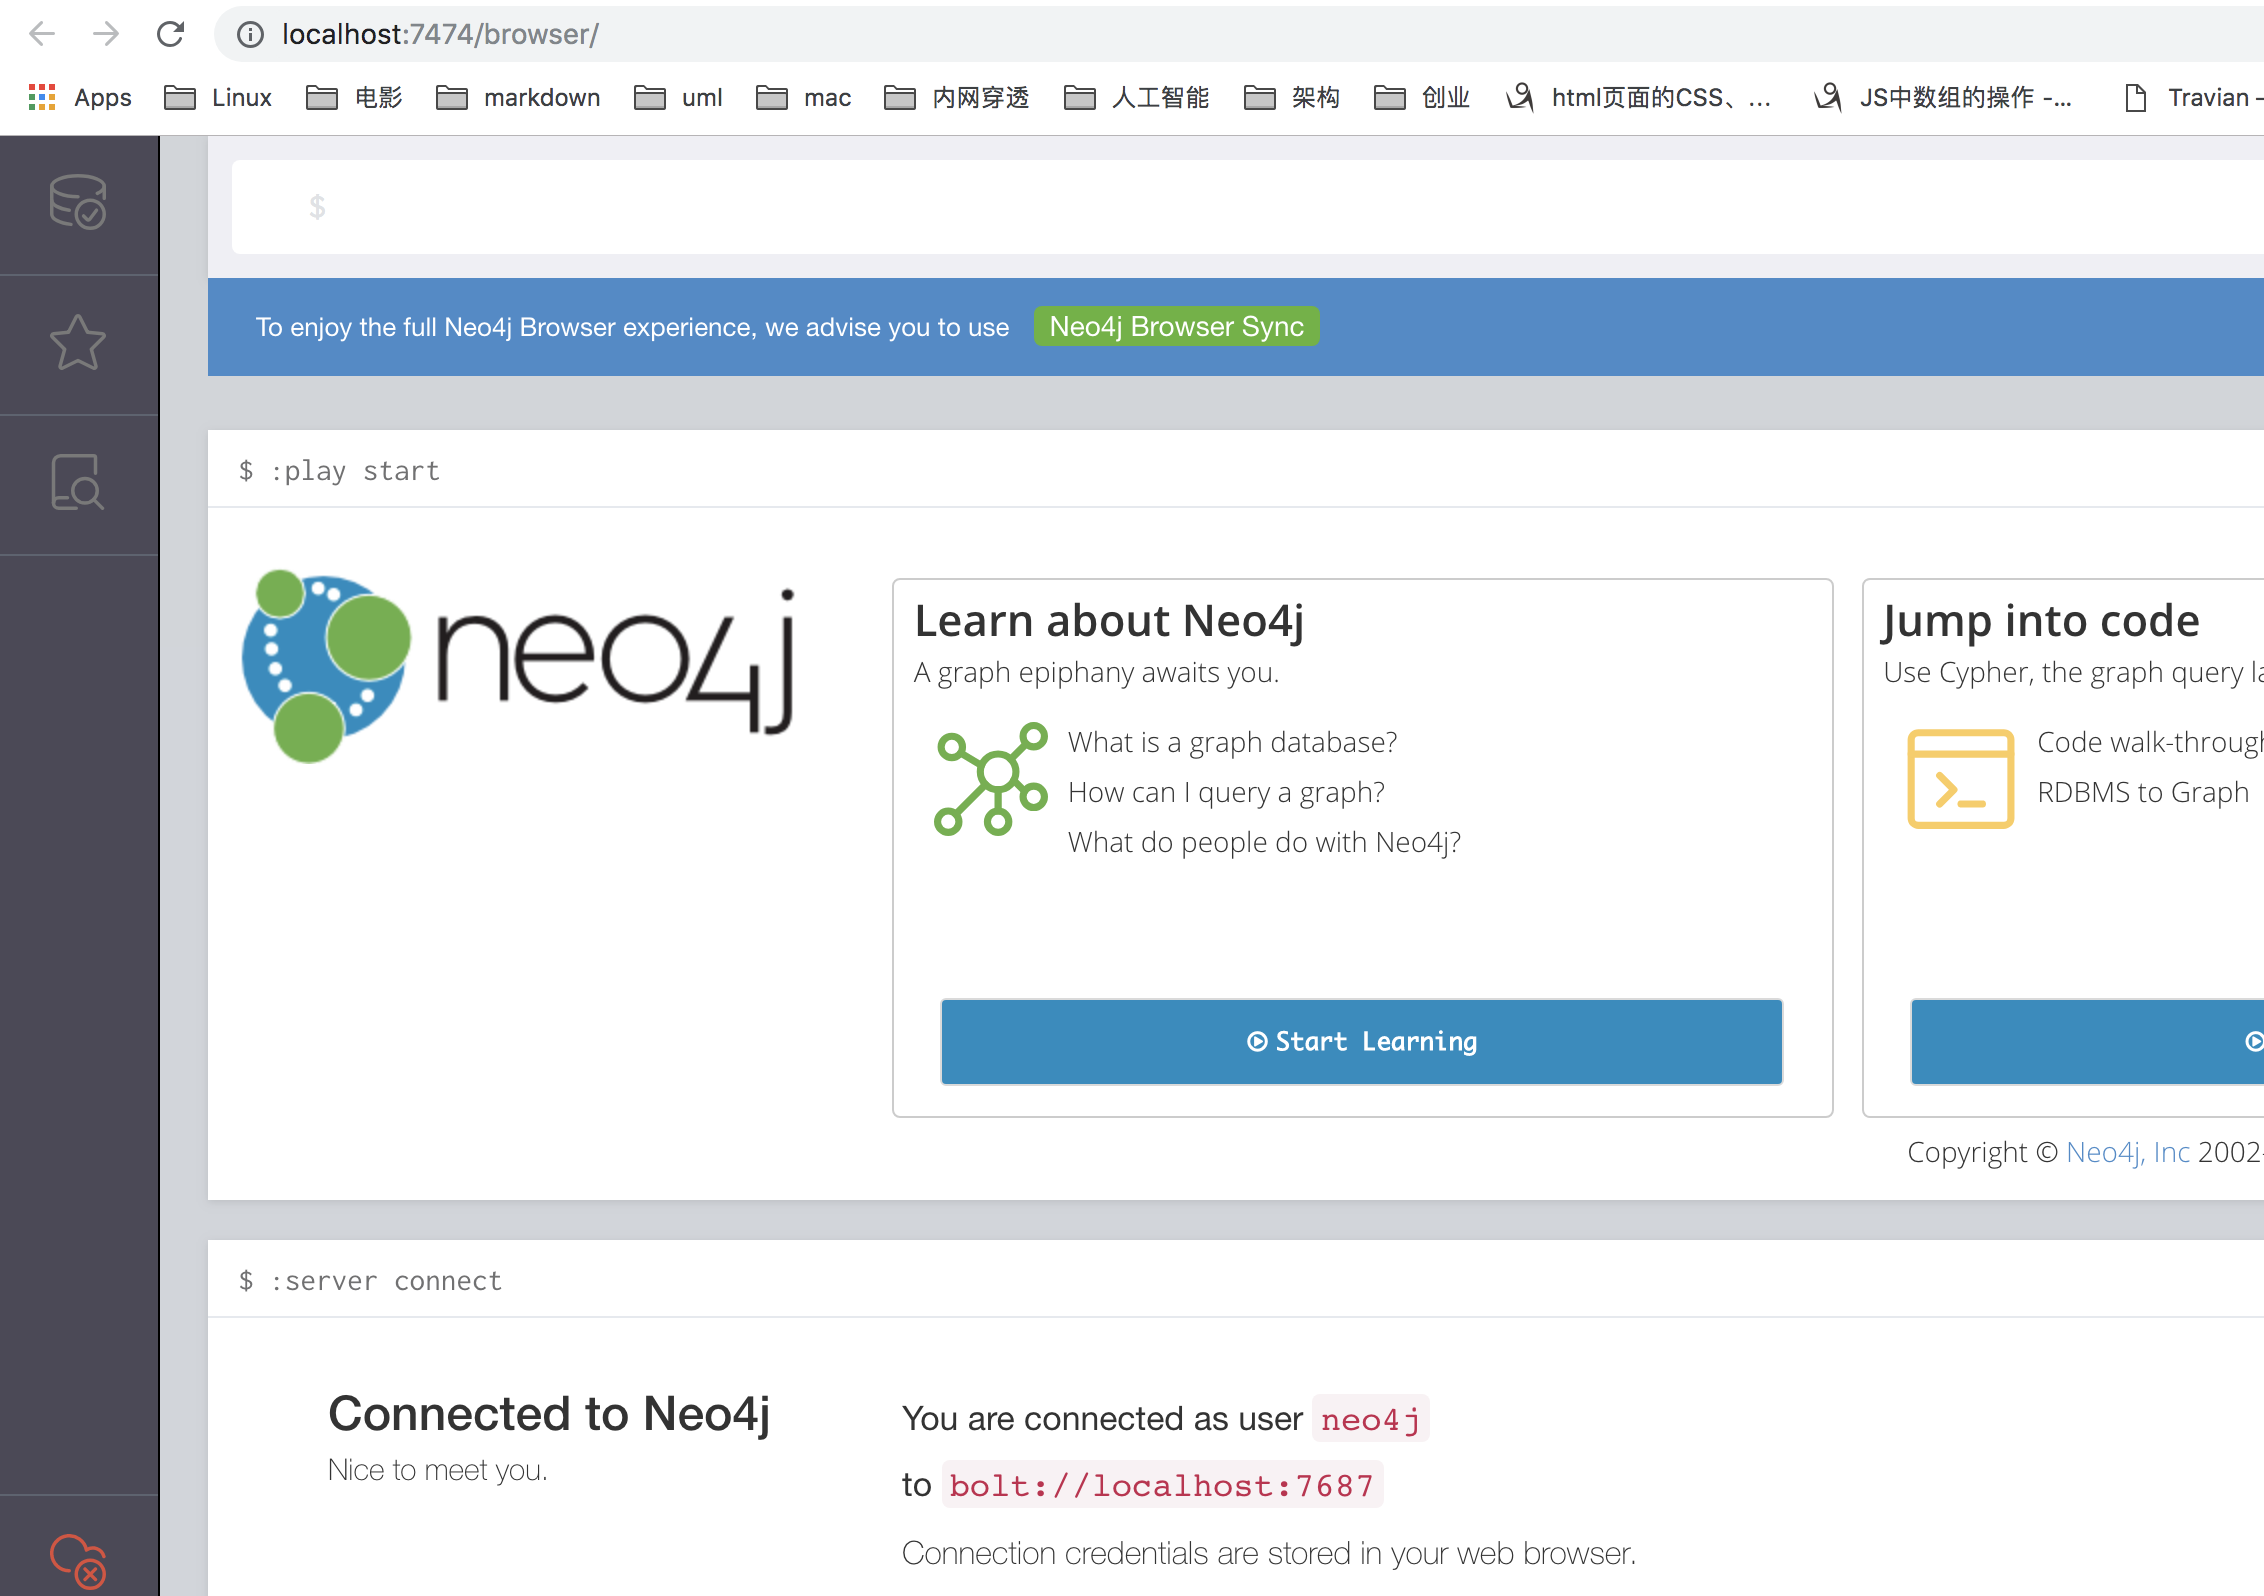 localhost:7474/browser/
Apps Linux 电影 markdown uml mac 内网穿透 人工智能 架构 创业 html页面的CSS、... JS中数组的操作 -... Travian -
$
To enjoy the full Neo4j Browser experience, we advise you to use Neo4j Browser Sync
$ :play start
neo4j
Learn about Neo4j
A graph epiphany awaits you.
What is a graph database?
How can I query a graph?
What do people do with Neo4j?
Start Learning
Jump into code
Use Cypher, the graph query la
Code walk-through
RDBMS to Graph
Copyright © Neo4j, Inc 2002-
$ :server connect
Connected to Neo4j
Nice to meet you.
You are connected as user neo4j
to bolt://localhost:7687
Connection credentials are stored in your web browser.